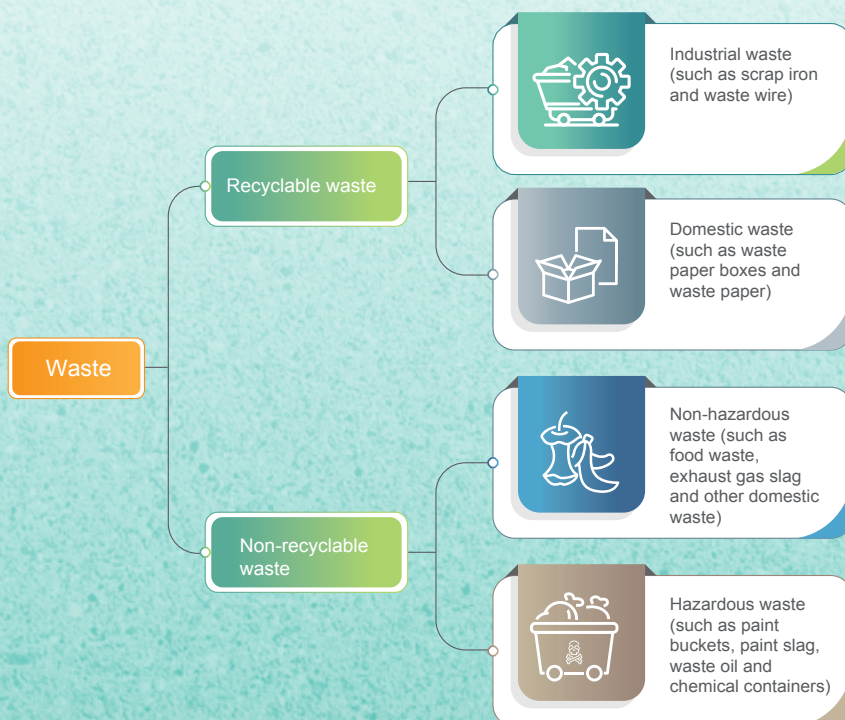 Industrial waste
(such as scrap iron
and waste wire)
Recyclable waste
Domestic waste
(such as waste
paper boxes and
waste paper)
Waste
Non-hazardous
waste (such as
food waste,
exhaust gas slag
and other domestic
waste)
Non-recyclable
waste
Hazardous waste
(such as paint
buckets, paint slag,
waste oil and
chemical containers)